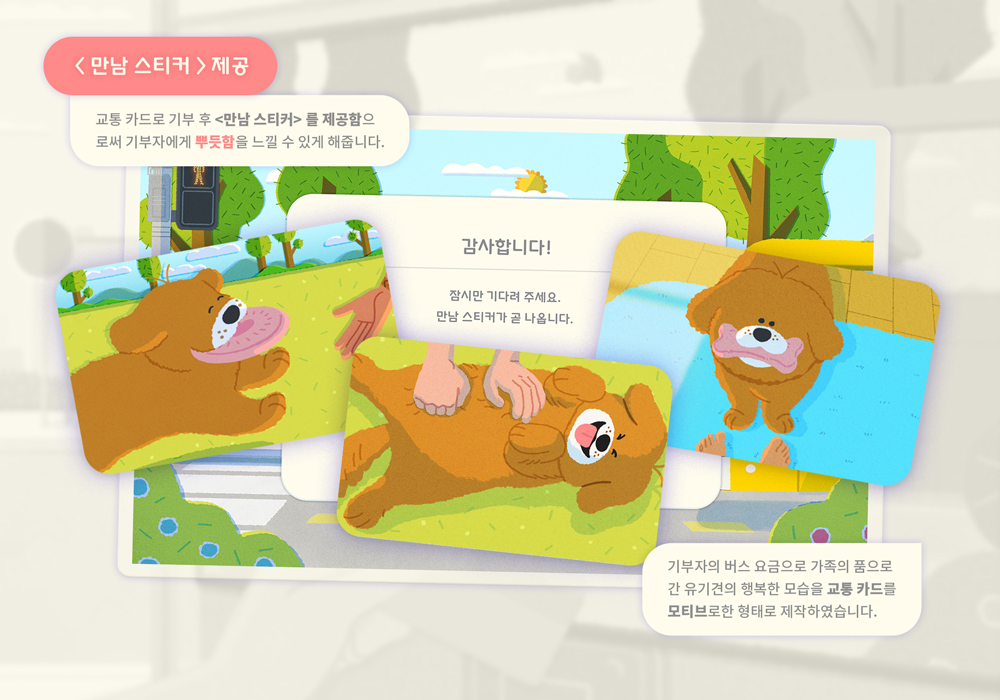 < 만남 스티커 > 제공
교통 카드로 기부 후 <만남 스티커> 를 제공함으
로써 기부자에게 뿌듯함을 느낄 수 있게 해줍니다.
감사합니다!
잠시만 기다려 주세요.
만남 스티커가 곧 나옵니다.
기부자의 버스 요금으로 가족의 품으로
간 유기견의 행복한 모습을 교통 카드를
모티브로한 형태로 제작하였습니다.